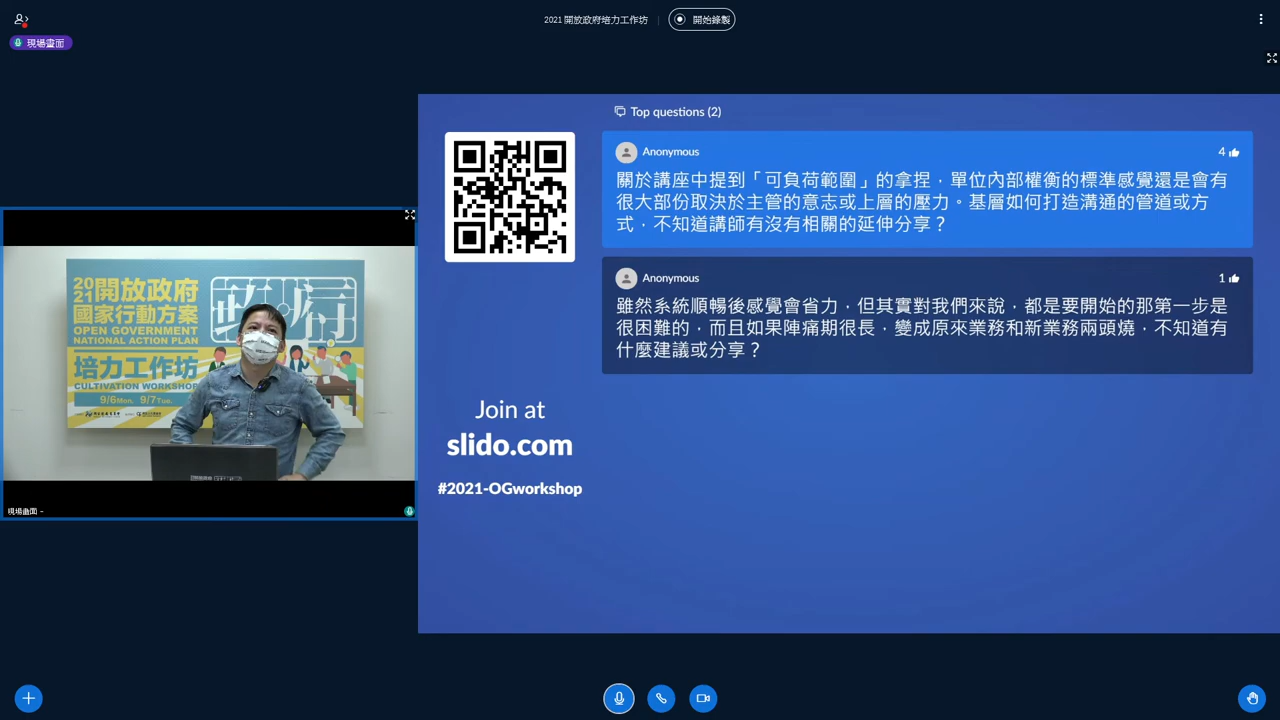 2021 開放政府培力工作坊
開始錄製
現場畫面
Top questions (2)
Anonymous
4
關於講座中提到「可負荷範圍」的拿捏，單位內部權衡的標準感覺還是會有
很大部份取決於主管的意志或上層的壓力。基層如何打造溝通的管道或方
式，不知道講師有沒有相關的延伸分享？
Anonymous
1
雖然系統順暢後感覺會省力，但其實對我們來說，都是要開始的那第一步是
很困難的，而且如果陣痛期很長，變成原來業務和新業務兩頭燒，不知道有
什麼建議或分享？
Join at
slido.com
#2021-OGworkshop
2021開放政府
國家行動方案
OPEN GOVERNMENT
NATIONAL ACTION PLAN
培力工作坊
CULTIVATION WORKSHOP
9/6Mon. 9/7Tue.
現場畫面